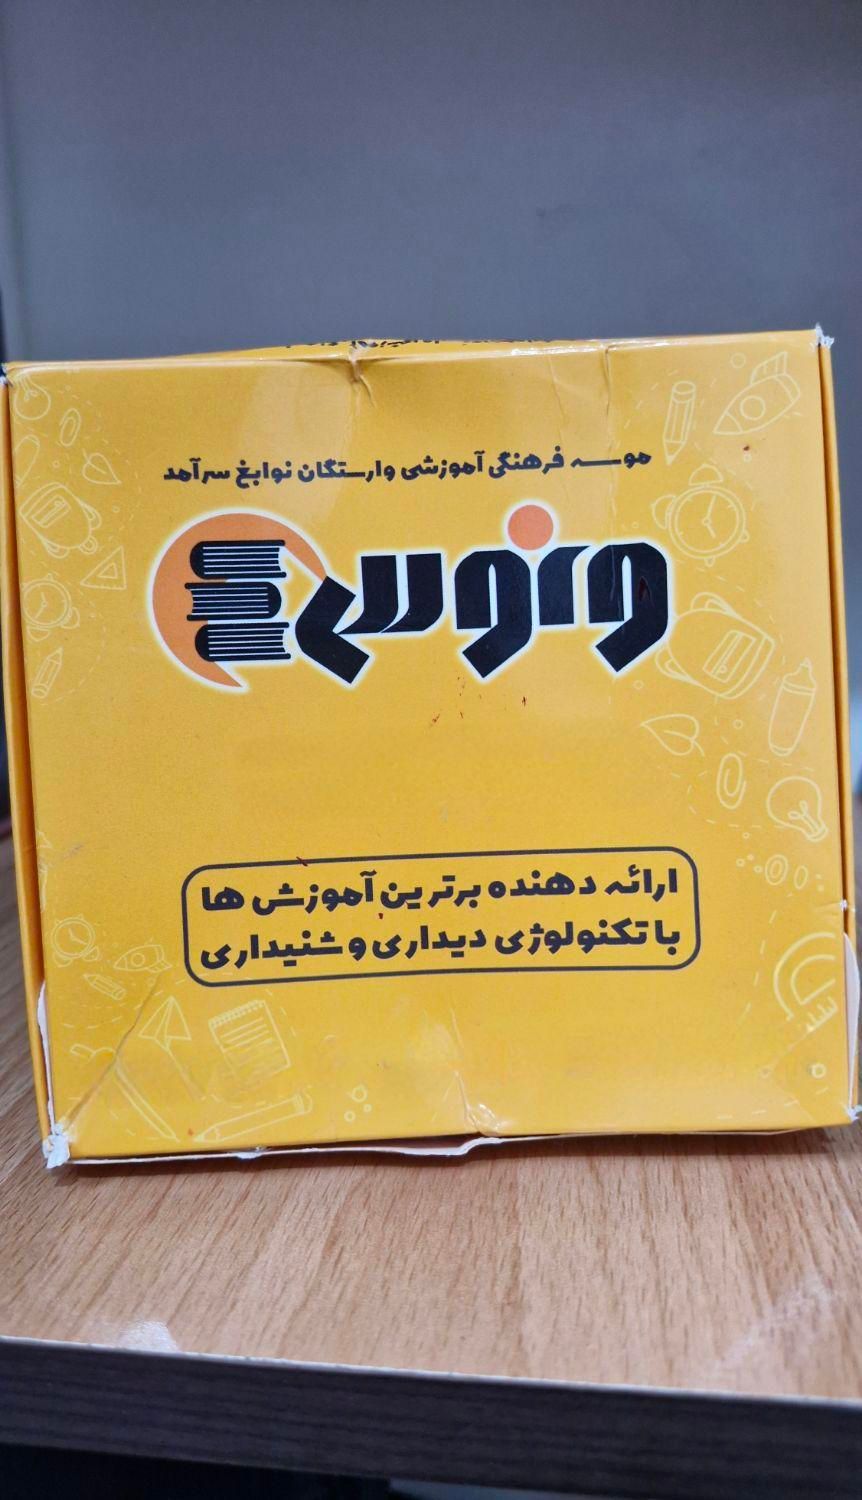 موسسه فرهنگی آموزشی وارستگان نوابغ سرآمد
ونوس
ارائه دهنده برترین آموزش ها
با تکنولوژی دیداری و شنیداری